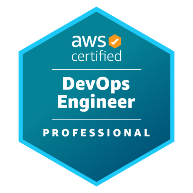 aws
certified
DevOps
Engineer
PROFESSIONAL